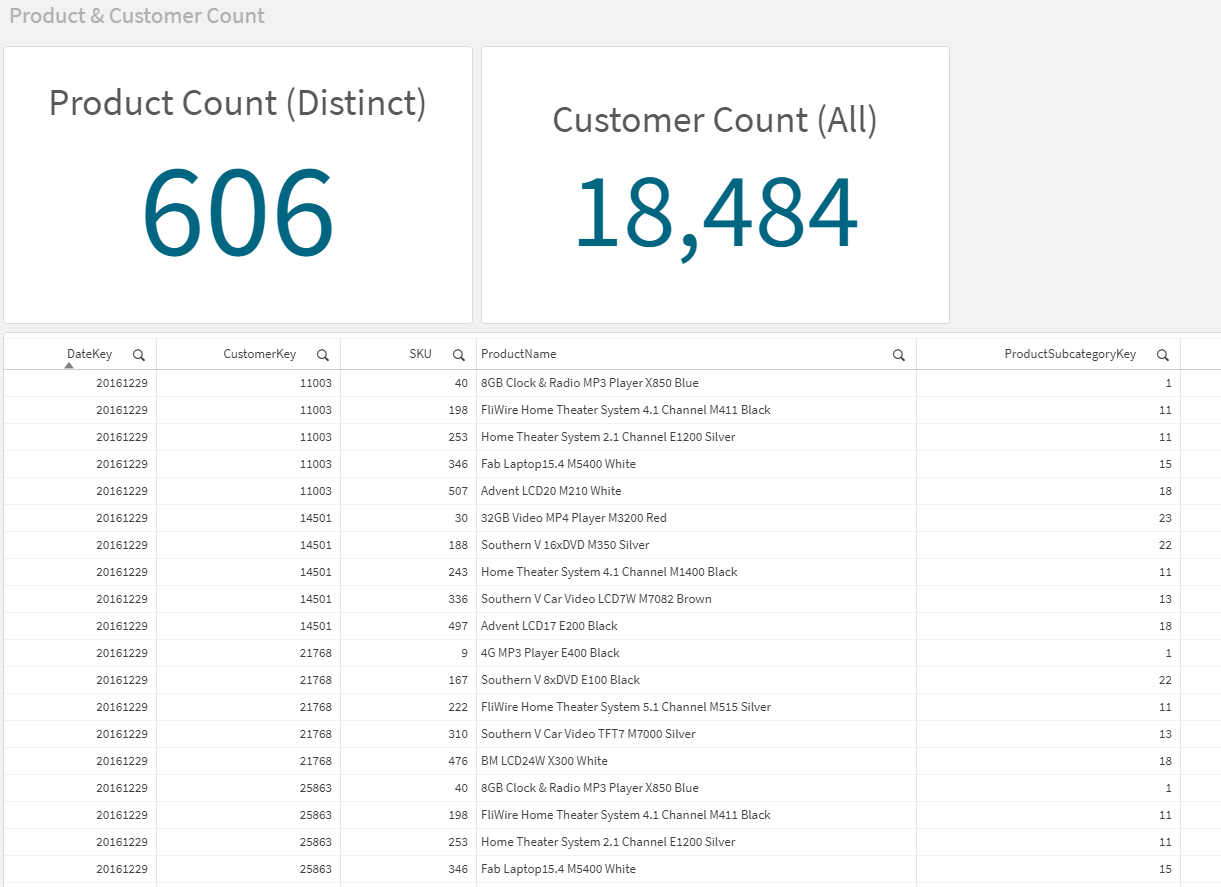 Product & Customer Count
Product Count (Distinct)
606
Customer Count (All)
18,484
DateKey CustomerKey SKU ProductName ProductSubcategoryKey
20161229 11003 40 8GB Clock & Radio MP3 Player X850 Blue 1
20161229 11003 198 FliWire Home Theater System 4.1 Channel M411 Black 11
20161229 11003 253 Home Theater System 2.1 Channel E1200 Silver 11
20161229 11003 346 Fab Laptop15.4 M5400 White 15
20161229 11003 507 Advent LCD20 M210 White 18
20161229 14501 30 32GB Video MP4 Player M3200 Red 23
20161229 14501 188 Southern V 16xDVD M350 Silver 22
20161229 14501 243 Home Theater System 4.1 Channel M1400 Black 11
20161229 14501 336 Southern V Car Video LCD7W M7082 Brown 13
20161229 14501 497 Advent LCD17 E200 Black 18
20161229 21768 9 4G MP3 Player E400 Black 1
20161229 21768 167 Southern V 8xDVD E100 Black 22
20161229 21768 222 FliWire Home Theater System 5.1 Channel M515 Silver 11
20161229 21768 310 Southern V Car Video TFT7 M7000 Silver 13
20161229 21768 476 BM LCD24W X300 White 18
20161229 25863 40 8GB Clock & Radio MP3 Player X850 Blue 1
20161229 25863 198 FliWire Home Theater System 4.1 Channel M411 Black 11
20161229 25863 253 Home Theater System 2.1 Channel E1200 Silver 11
20161229 25863 346 Fab Laptop15.4 M5400 White 15